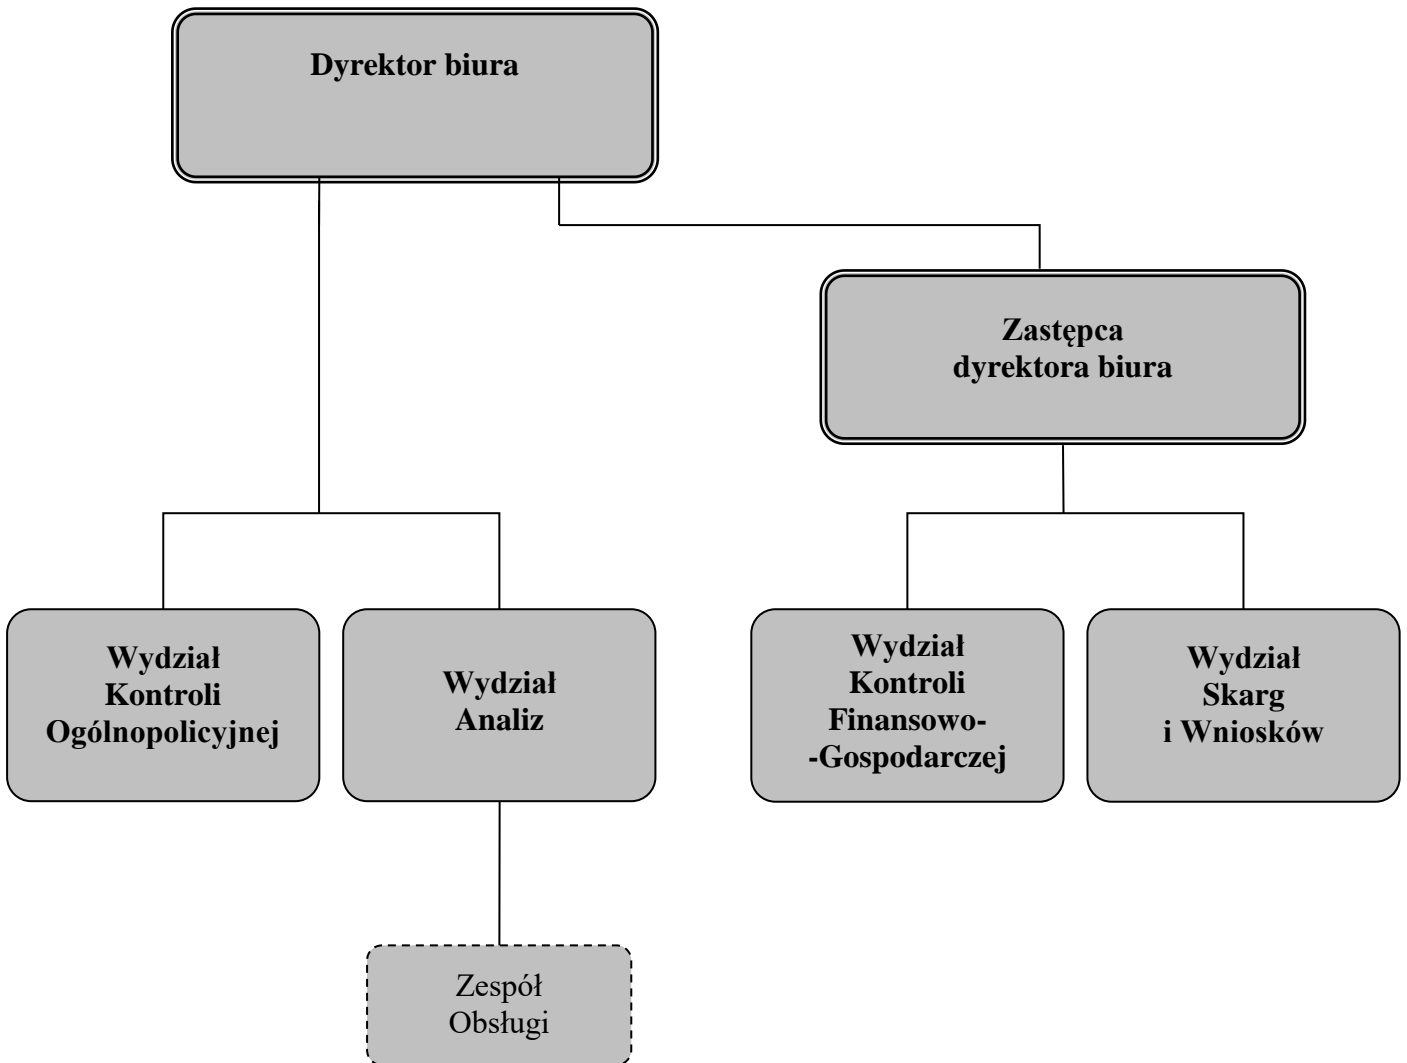 Dyrektor biura
Zastępca
dyrektora biura
Wydział
Kontroli
Ogólnopolicyjnej
Wydział
Analiz
Wydział
Kontroli
Finansowo-
-Gospodarczej
Wydział
Skarg
i Wniosków
Zespół
Obsługi